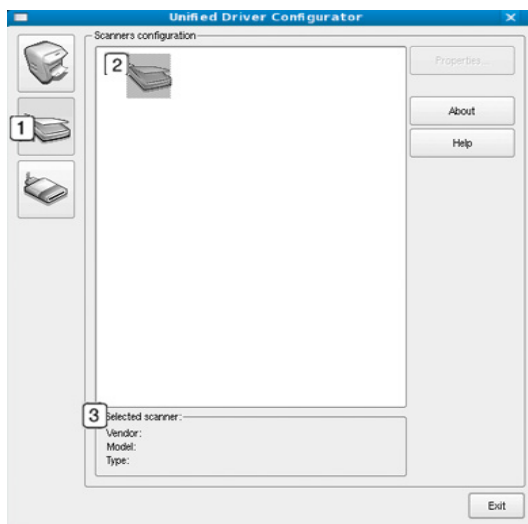 Unified Driver Configurator
Scanners configuration
2
Properties...
1
About
Help
3
Selected scanner:
Vendor:
Model:
Type:
Exit